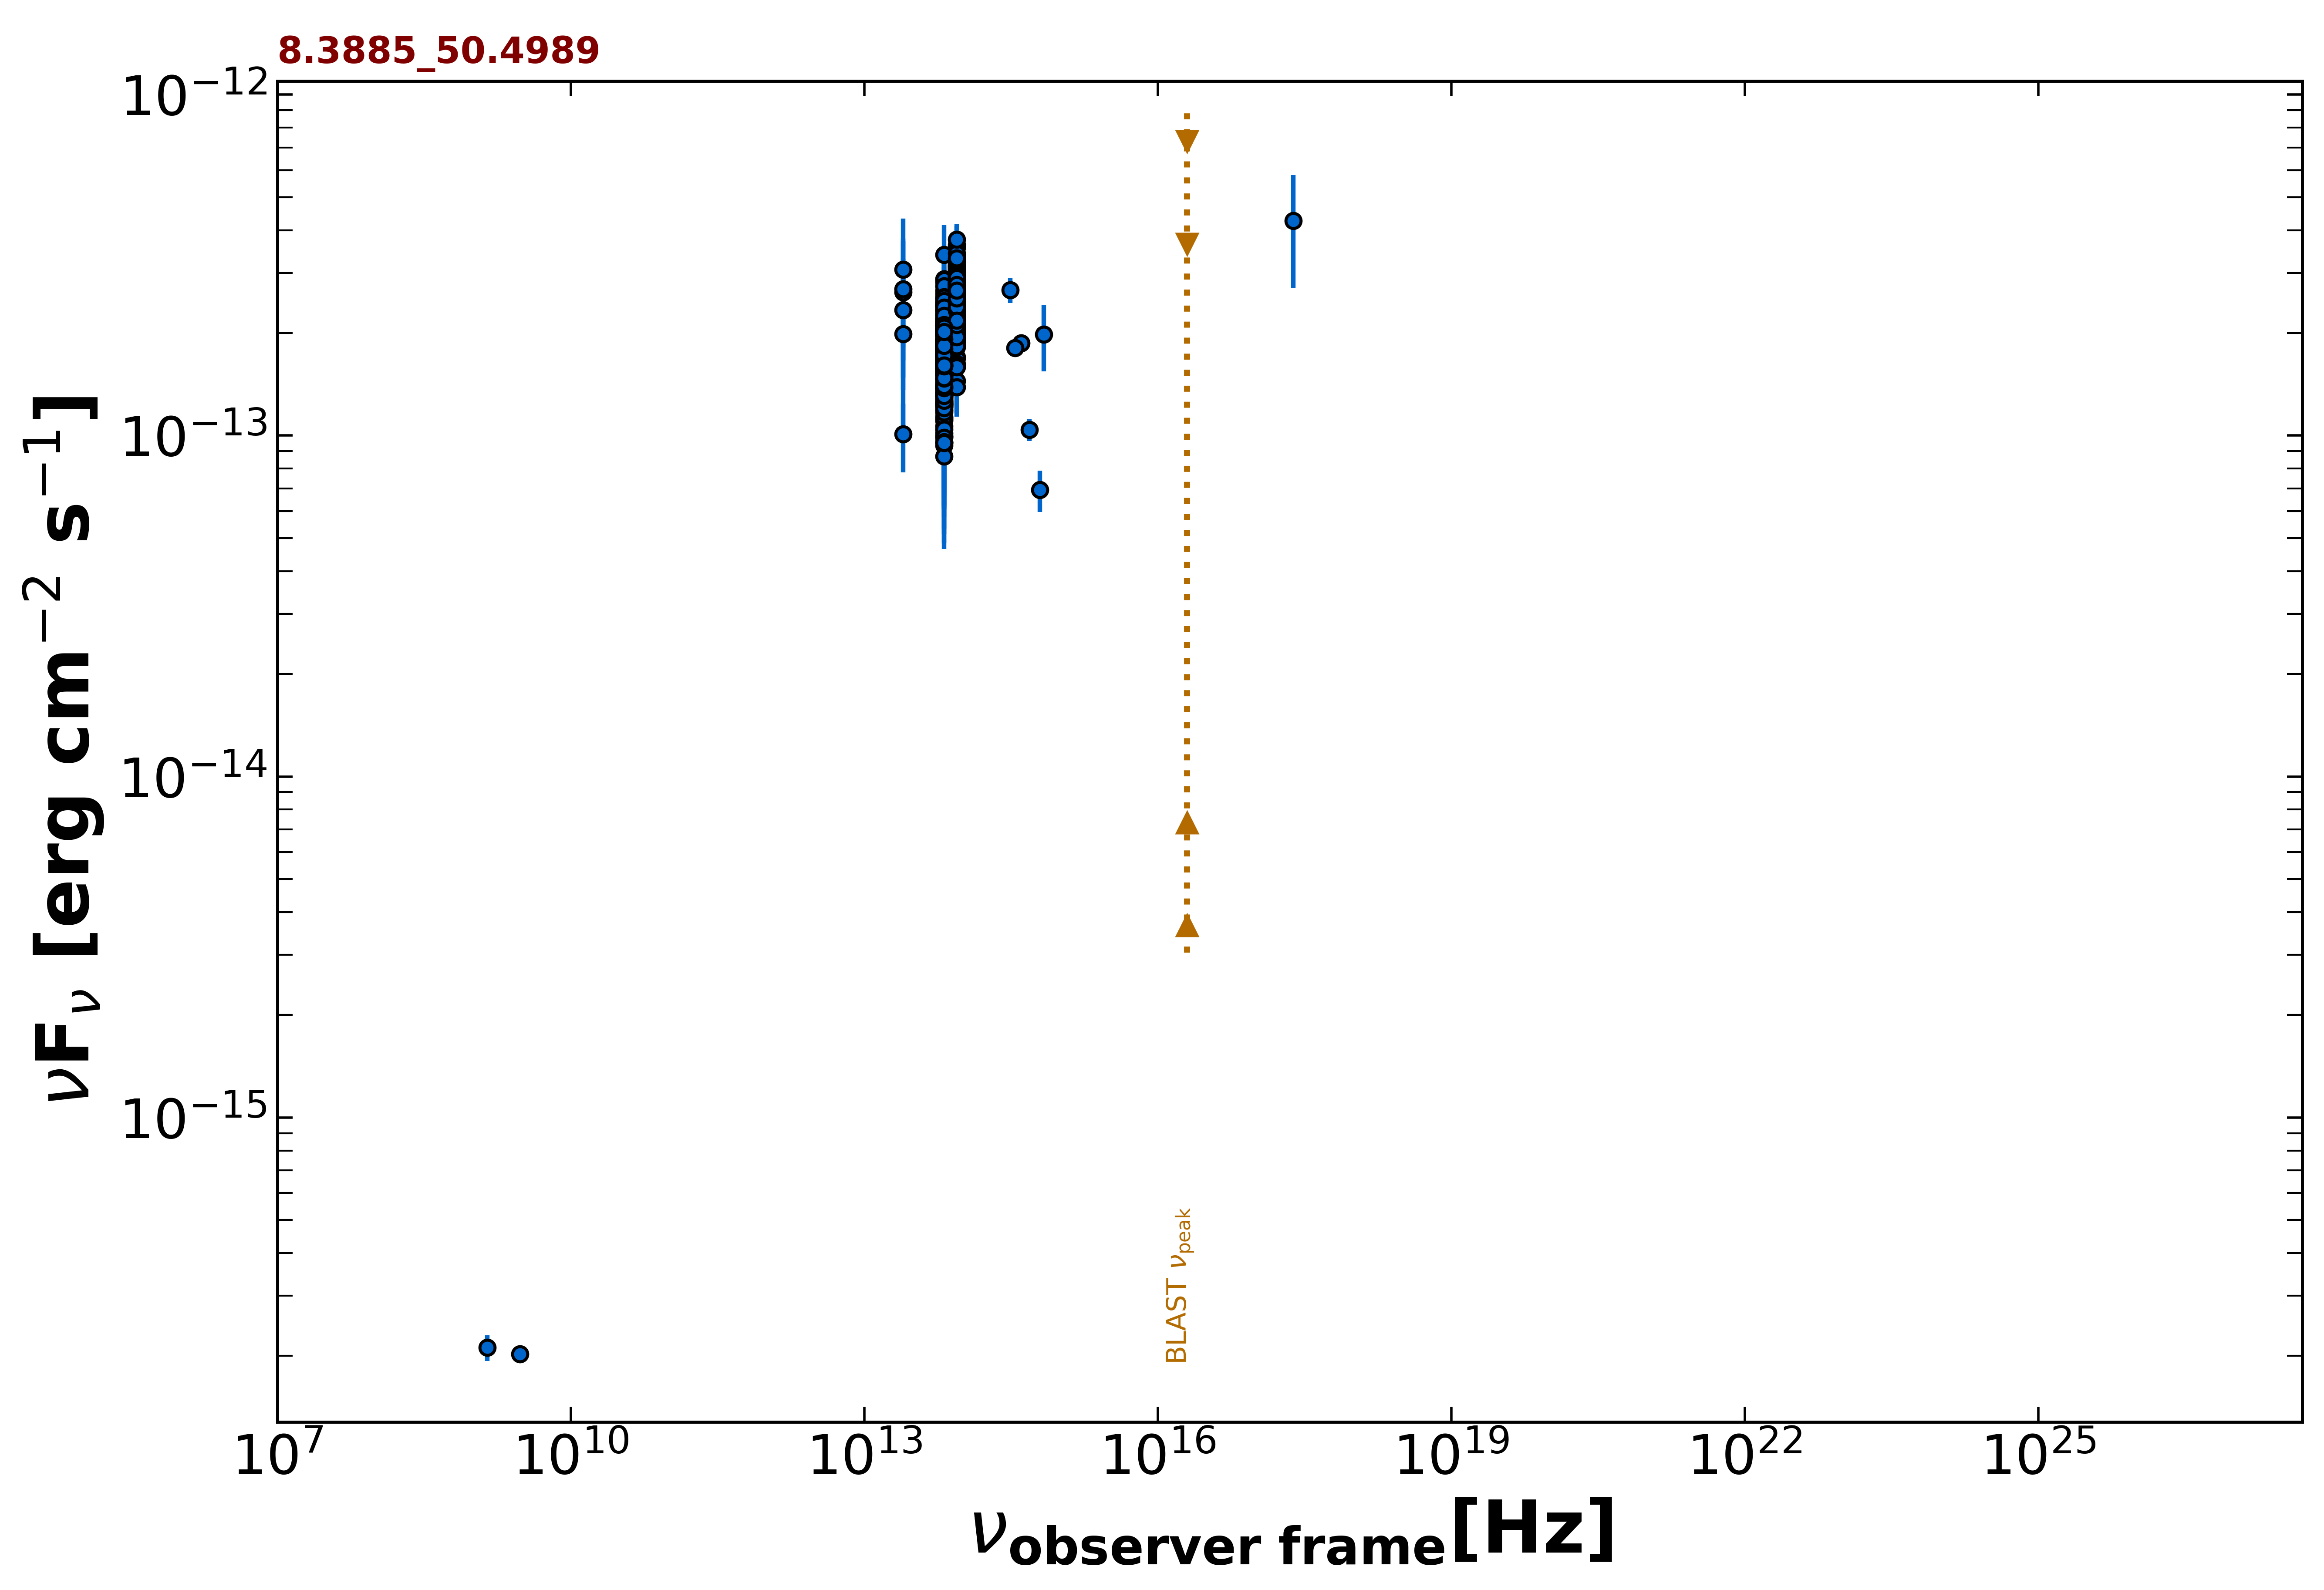 8.3885_50.4989
10⁻¹²
10⁻¹³
10⁻¹⁴
10⁻¹⁵
νFν [erg cm⁻² s⁻¹]
BLAST νpeak
10⁷ 10¹⁰ 10¹³ 10¹⁶ 10¹⁹ 10²² 10²⁵
νobserver frame[Hz]